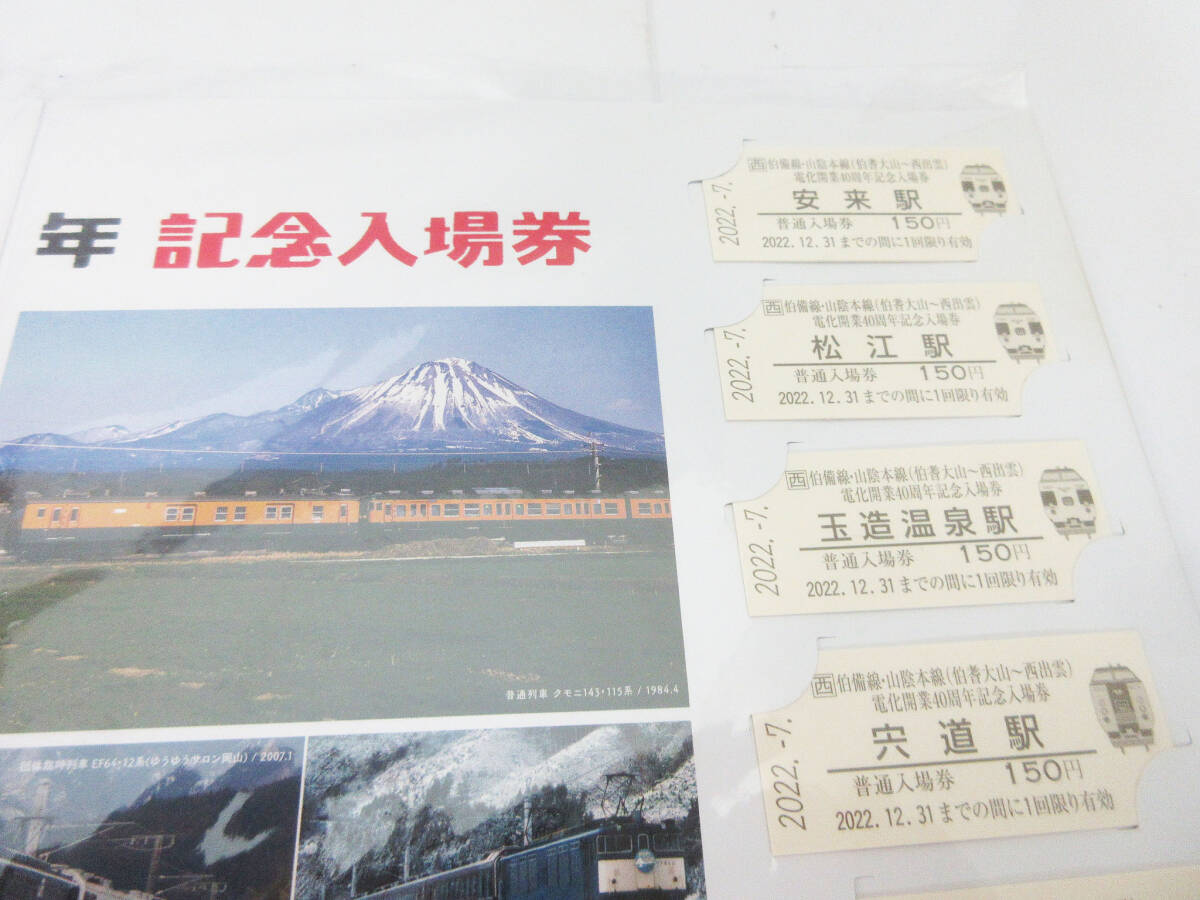 年 記念入場券
普通列車 クモニ143・115系 / 1984.4
団体臨時列車 EF64・12系(ゆうゆうサロン岡山) / 2007.1
西 伯備線・山陰本線(伯耆大山～西出雲)
電化開業40周年記念入場券
安来駅
普通入場券 150円
2022.12.31までの間に1回限り有効
2022.-7.
西 伯備線・山陰本線(伯耆大山～西出雲)
電化開業40周年記念入場券
松江駅
普通入場券 150円
2022.12.31までの間に1回限り有効
2022.-7.
西 伯備線・山陰本線(伯耆大山～西出雲)
電化開業40周年記念入場券
玉造温泉駅
普通入場券 150円
2022.12.31までの間に1回限り有効
2022.-7.
西 伯備線・山陰本線(伯耆大山～西出雲)
電化開業40周年記念入場券
宍道駅
普通入場券 150円
2022.12.31までの間に1回限り有効
2022.-7.